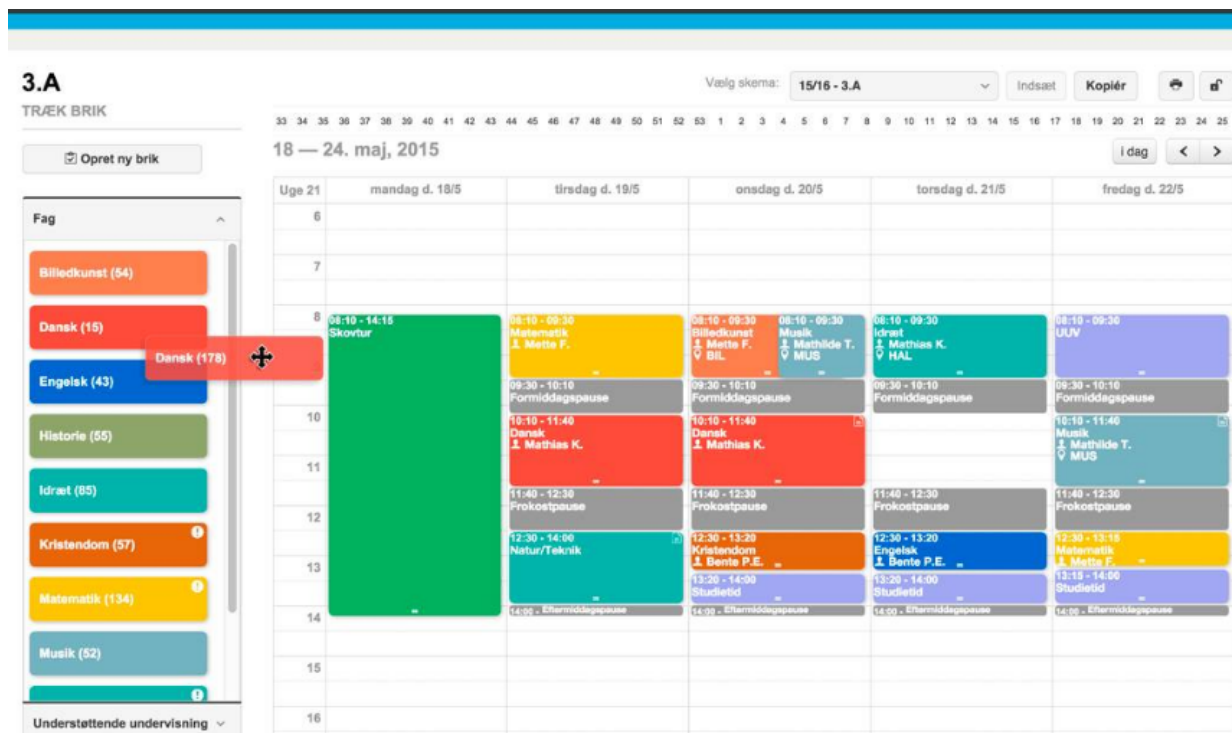 3.A
TRÆK BRIK
Opret ny brik
Vælg skema:
15/16 - 3.A
Indsæt
Kopiér
33 34 35 36 37 38 39 40 41 42 43 44 45 46 47 48 49 50 51 52 53 1 2 3 4 5 6 7 8 9 10 11 12 13 14 15 16 17 18 19 20 21 22 23 24 25
18 — 24. maj, 2015
i dag
Uge 21
mandag d. 18/5
tirsdag d. 19/5
onsdag d. 20/5
torsdag d. 21/5
fredag d. 22/5
Fag
Billedkunst (54)
Dansk (15)
Dansk (178)
Engelsk (43)
Historie (55)
Idræt (85)
Kristendom (57)
Matematik (134)
Musik (52)
Understøttende undervisning
6
7
8
10
11
12
13
14
15
16
08:10 - 14:15
Skovtur
08:10 - 09:30
Matematik
Mette F.
09:30 - 10:10
Formiddagspause
10:10 - 11:40
Dansk
Mathias K.
11:40 - 12:30
Frokostpause
12:30 - 14:00
Natur/Teknik
14:00 - Eftermiddagspause
08:10 - 09:30
Billedkunst
Mette F.
BIL
08:10 - 09:30
Musik
Mathilde T.
MUS
09:30 - 10:10
Formiddagspause
10:10 - 11:40
Dansk
Mathias K.
11:40 - 12:30
Frokostpause
12:30 - 13:20
Kristendom
Bente P.E.
13:20 - 14:00
Studietid
14:00 - Eftermiddagspause
08:10 - 09:30
Idræt
Mathias K.
HAL
09:30 - 10:10
Formiddagspause
11:40 - 12:30
Frokostpause
12:30 - 13:20
Engelsk
Bente P.E.
13:20 - 14:00
Studietid
14:00 - Eftermiddagspause
08:10 - 09:30
UUV
09:30 - 10:10
Formiddagspause
10:10 - 11:40
Musik
Mathilde T.
MUS
11:40 - 12:30
Frokostpause
12:30 - 13:15
Matematik
Mette F.
13:15 - 14:00
Studietid
14:00 - Eftermiddagspause